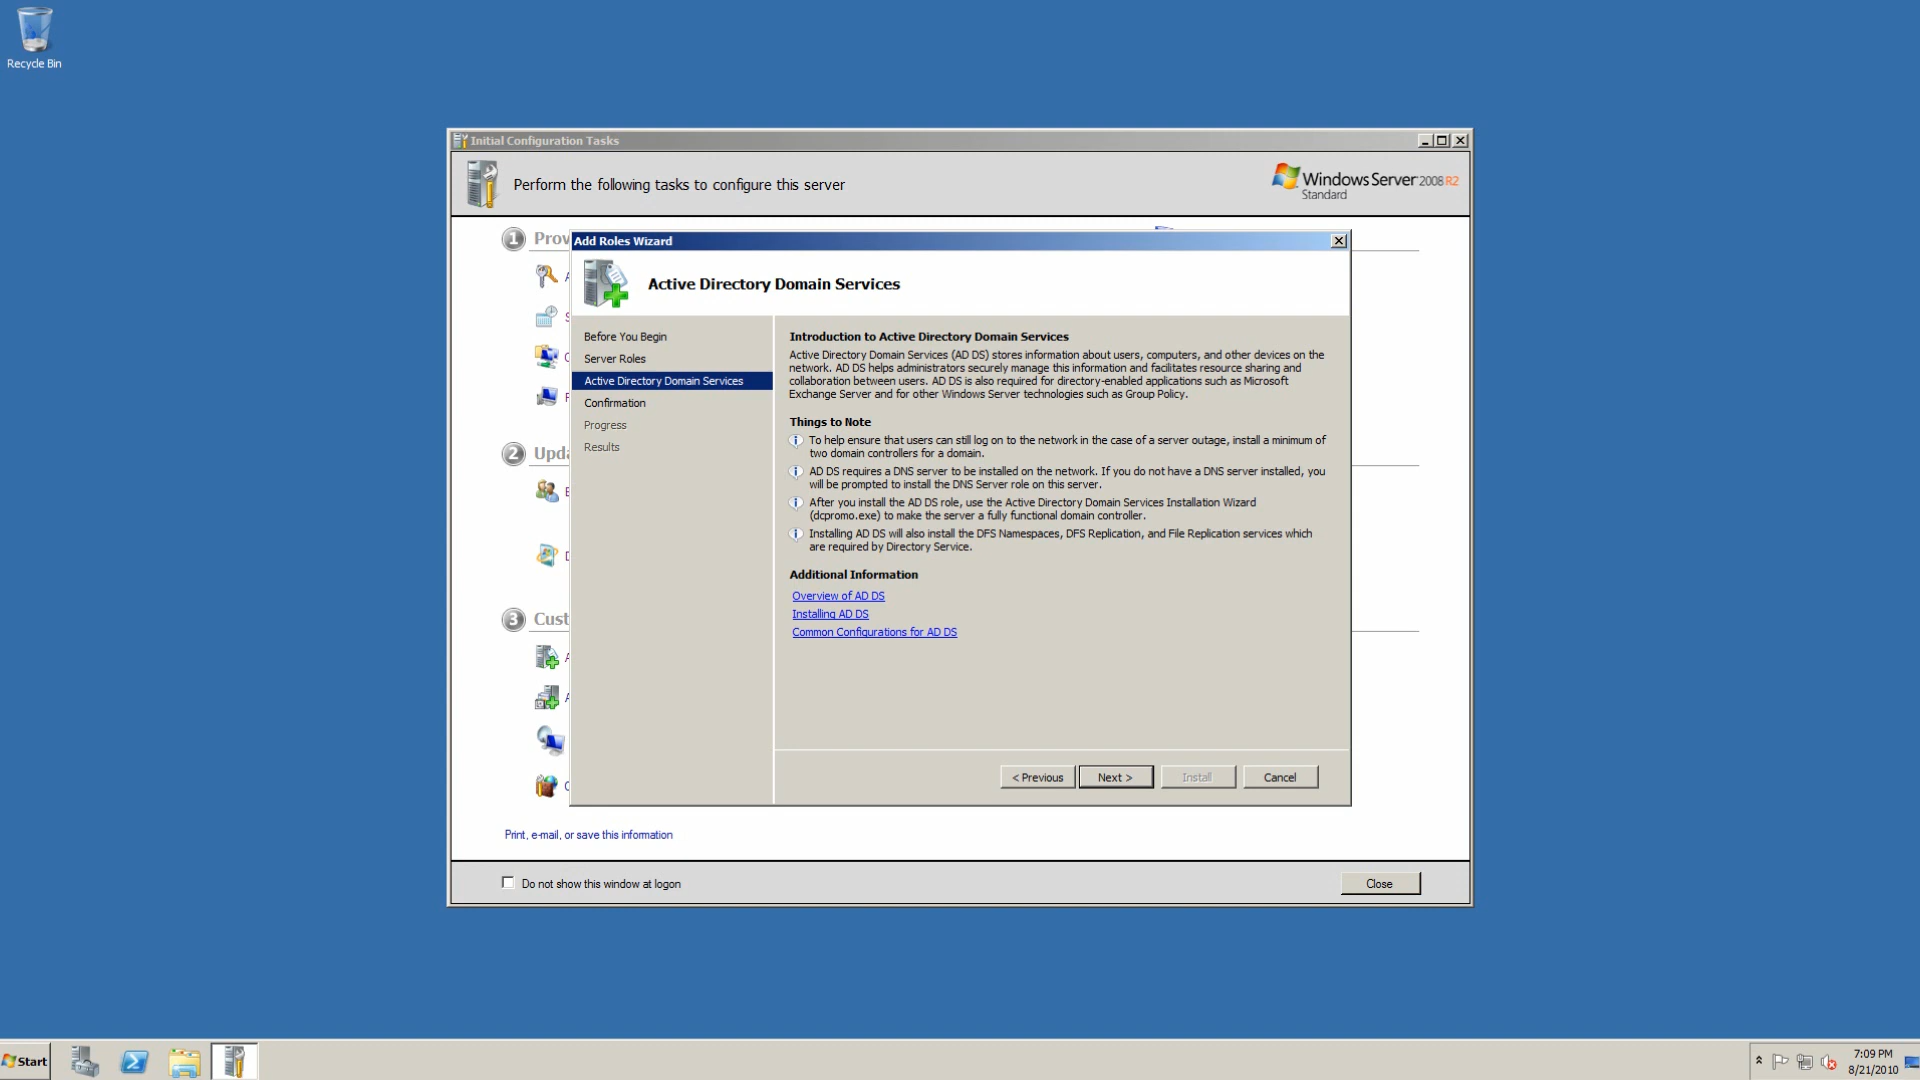 Recycle Bin
Initial Configuration Tasks
Perform the following tasks to configure this server
Windows Server 2008 R2
Standard
1
Prov
Add Roles Wizard
Active Directory Domain Services
Before You Begin
Server Roles
Active Directory Domain Services
Confirmation
Progress
Results
Introduction to Active Directory Domain Services
Active Directory Domain Services (AD DS) stores information about users, computers, and other devices on the
network. AD DS helps administrators securely manage this information and facilitates resource sharing and
collaboration between users. AD DS is also required for directory-enabled applications such as Microsoft
Exchange Server and for other Windows Server technologies such as Group Policy.
Things to Note
To help ensure that users can still log on to the network in the case of a server outage, install a minimum of
two domain controllers for a domain.
AD DS requires a DNS server to be installed on the network. If you do not have a DNS server installed, you
will be prompted to install the DNS Server role on this server.
After you install the AD DS role, use the Active Directory Domain Services Installation Wizard
(dcpromo.exe) to make the server a fully functional domain controller.
Installing AD DS will also install the DFS Namespaces, DFS Replication, and File Replication services which
are required by Directory Service.
Additional Information
Overview of AD DS
Installing AD DS
Common Configurations for AD DS
2
Upda
3
Cust
< Previous
Next >
Install
Cancel
Print, e-mail, or save this information
Do not show this window at logon
Close
Start
7:09 PM
8/21/2010